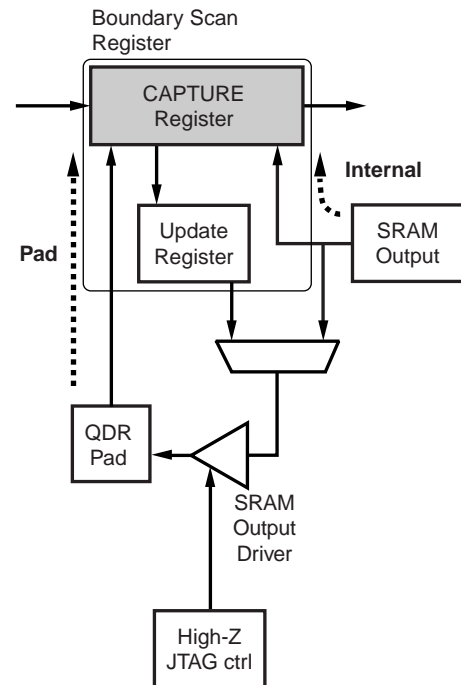 Boundary Scan
Register
CAPTURE
Register
Internal
Update
Register
SRAM
Output
Pad
QDR
Pad
SRAM
Output
Driver
High-Z
JTAG ctrl